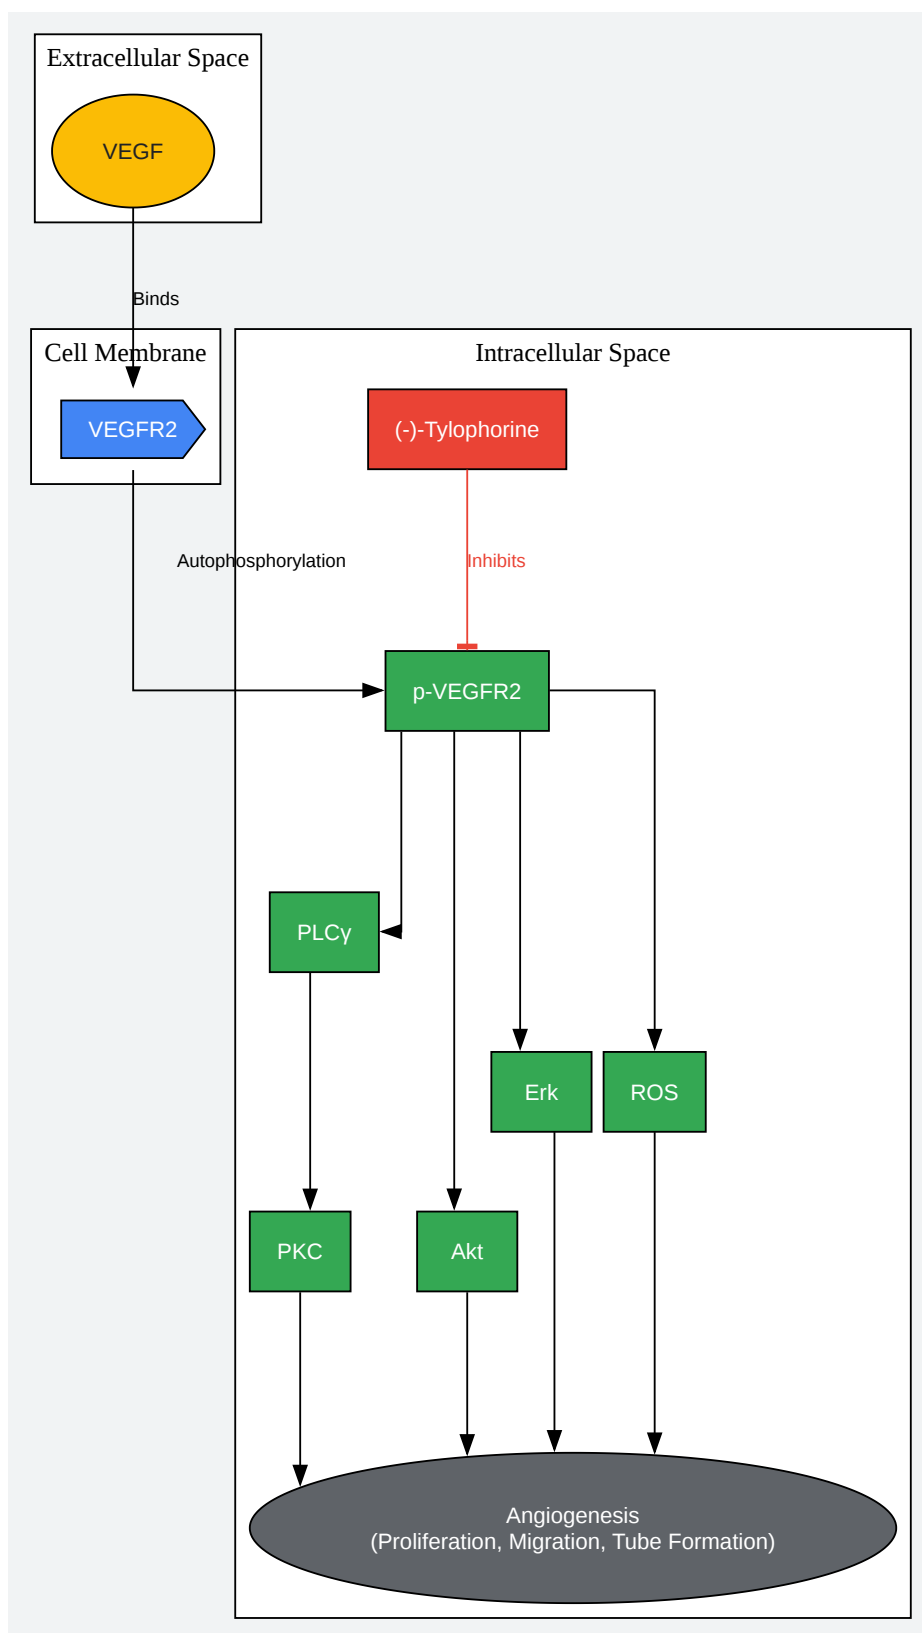 Extracellular Space
VEGF
Binds
Cell Membrane
Intracellular Space
VEGFR2
(-)-Tylophorine
Autophosphorylation
Inhibits
p-VEGFR2
PLCγ
Erk
ROS
PKC
Akt
Angiogenesis
(Proliferation, Migration, Tube Formation)